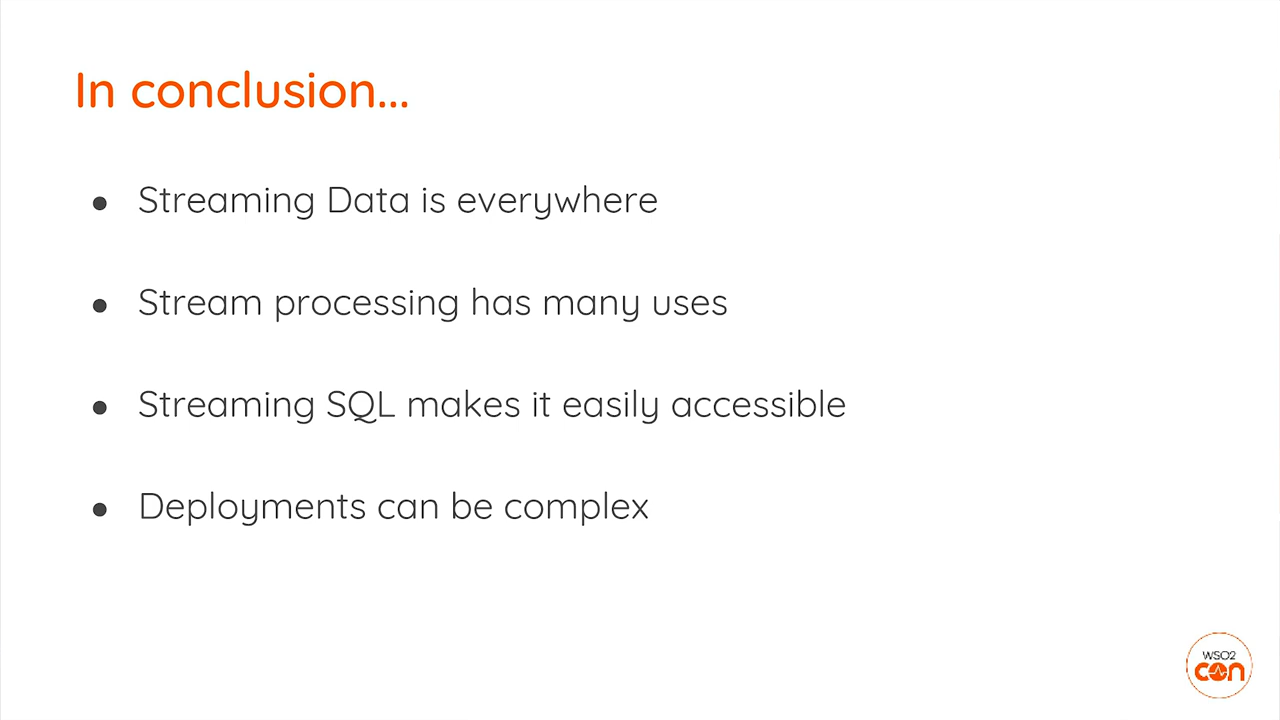 In conclusion...
● Streaming Data is everywhere
● Stream processing has many uses
● Streaming SQL makes it easily accessible
● Deployments can be complex
WSO2
con